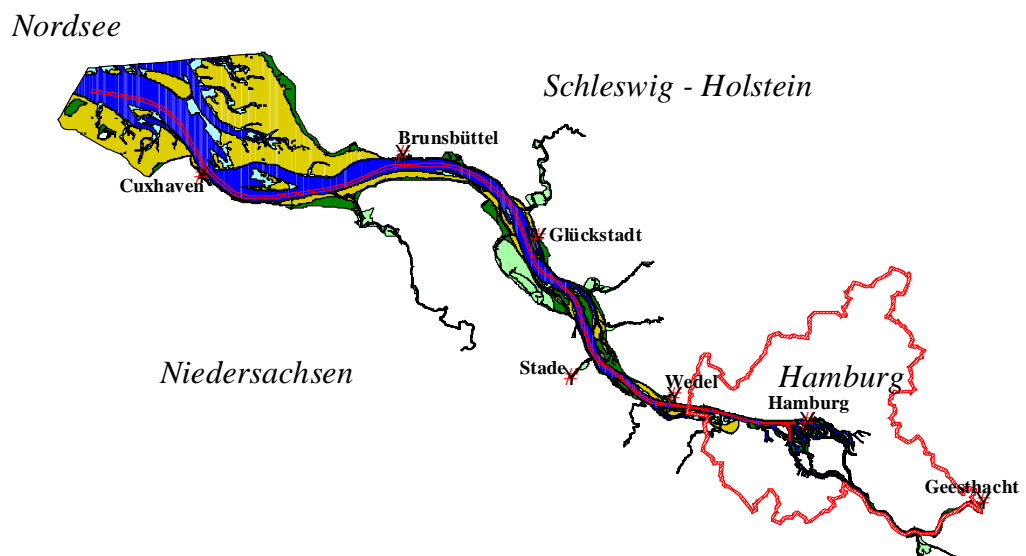 Nordsee
Schleswig - Holstein
Brunsbüttel
Cuxhaven
Glückstadt
Niedersachsen
Stade
Wedel
Hamburg
Hamburg
Geesthacht